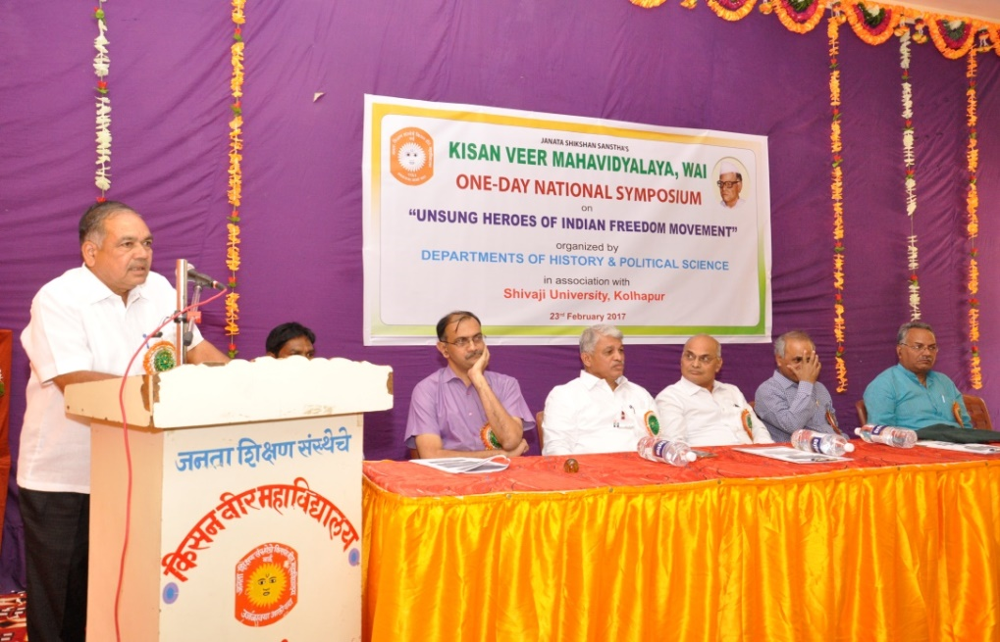 JANATA SHIKSHAN SANSTHA'S
KISAN VEER MAHAVIDYALAYA, WAI
ONE-DAY NATIONAL SYMPOSIUM
on
"UNSUNG HEROES OF INDIAN FREEDOM MOVEMENT"
organized by
DEPARTMENTS OF HISTORY & POLITICAL SCIENCE
in association with
Shivaji University, Kolhapur
23rd February 2017
जनता शिक्षण संस्थेचे
किसन वीर महाविद्यालय